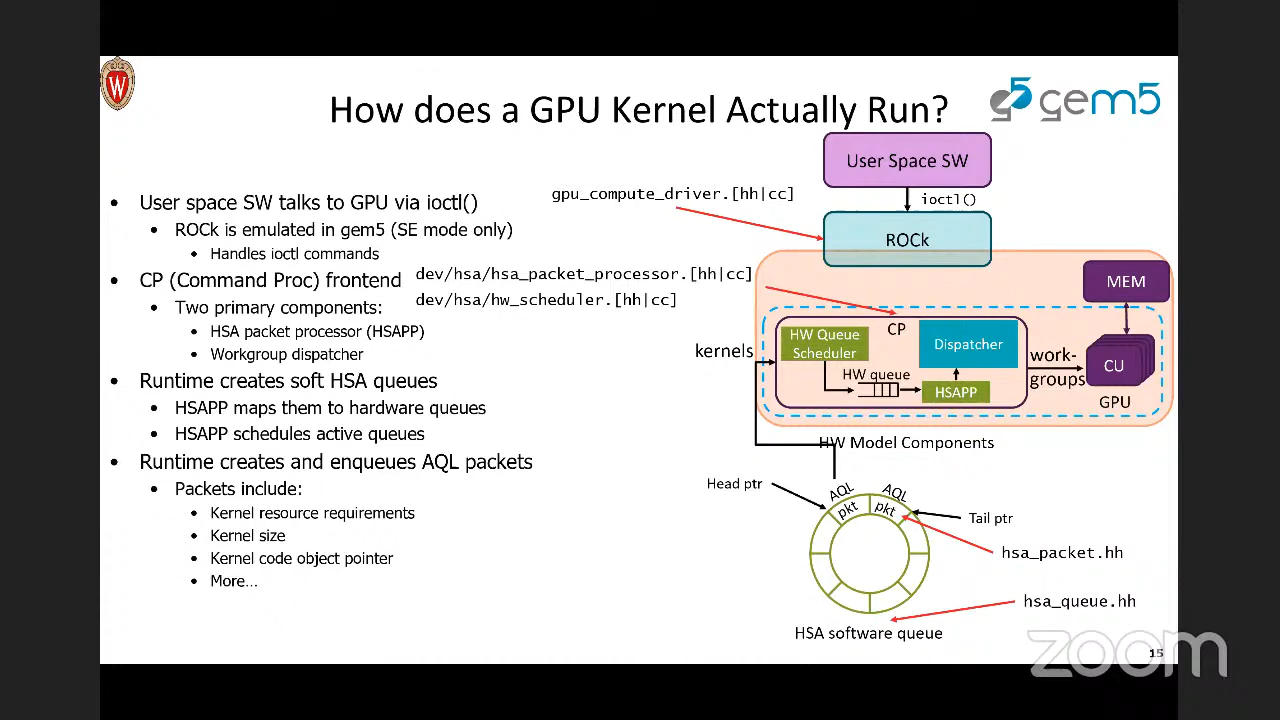 W
How does a GPU Kernel Actually Run?
gem5
User Space SW
ioctl()
ROCk
gpu_compute_driver.[hh|cc]
• User space SW talks to GPU via ioctl()
• ROCk is emulated in gem5 (SE mode only)
• Handles ioctl commands
• CP (Command Proc) frontend
dev/hsa/hsa_packet_processor.[hh|cc]
dev/hsa/hw_scheduler.[hh|cc]
• Two primary components:
• HSA packet processor (HSAPP)
• Workgroup dispatcher
• Runtime creates soft HSA queues
• HSAPP maps them to hardware queues
• HSAPP schedules active queues
• Runtime creates and enqueues AQL packets
• Packets include:
• Kernel resource requirements
• Kernel size
• Kernel code object pointer
• More…
MEM
CP
HW Queue
Scheduler
Dispatcher
kernels
HW queue
HSAPP
work-
groups
CU
GPU
HW Model Components
Head ptr
AQL
pkt
AQL
pkt
Tail ptr
hsa_packet.hh
hsa_queue.hh
HSA software queue
15
zoom